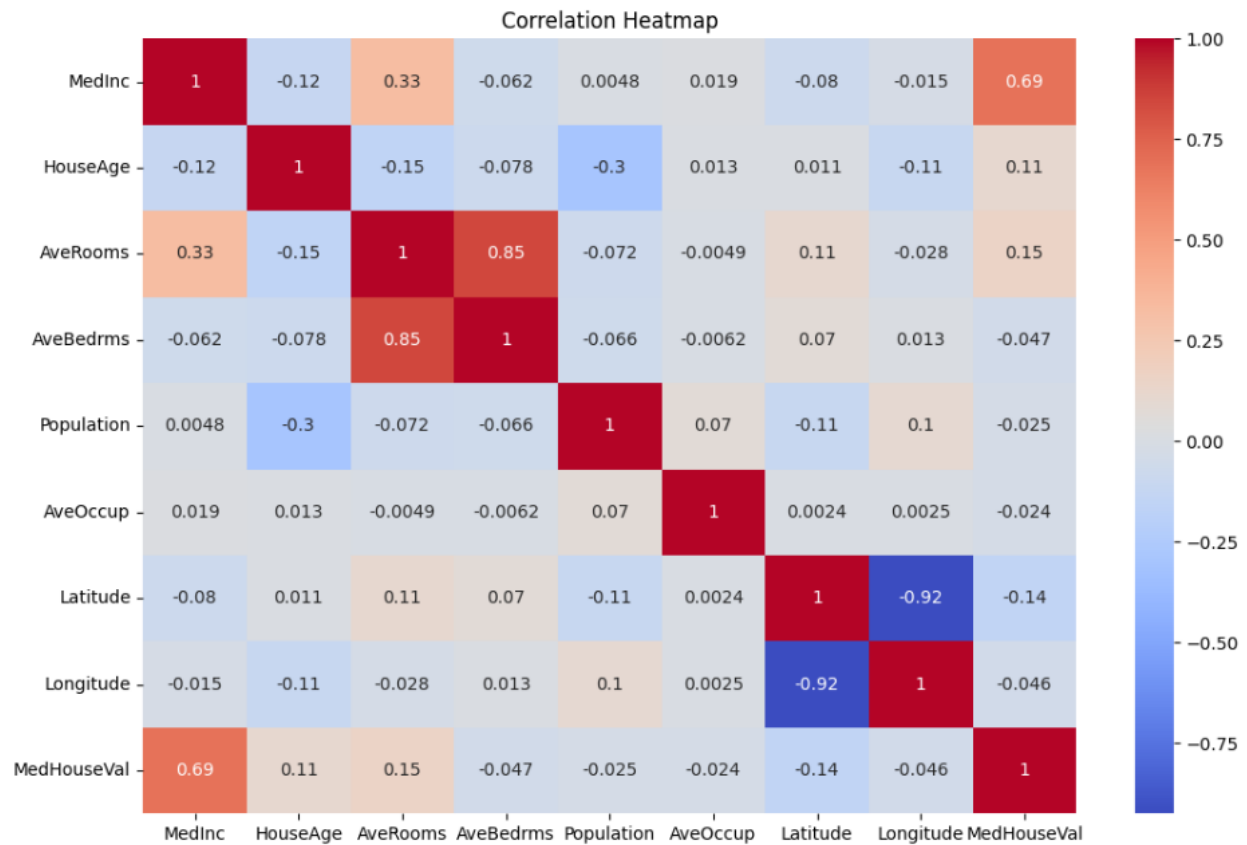 Correlation Heatmap
MedInc 1 -0.12 0.33 -0.062 0.0048 0.019 -0.08 -0.015 0.69
HouseAge -0.12 1 -0.15 -0.078 -0.3 0.013 0.011 -0.11 0.11
AveRooms 0.33 -0.15 1 0.85 -0.072 -0.0049 0.11 -0.028 0.15
AveBedrms -0.062 -0.078 0.85 1 -0.066 -0.0062 0.07 0.013 -0.047
Population 0.0048 -0.3 -0.072 -0.066 1 0.07 -0.11 0.1 -0.025
AveOccup 0.019 0.013 -0.0049 -0.0062 0.07 1 0.0024 0.0025 -0.024
Latitude -0.08 0.011 0.11 0.07 -0.11 0.0024 1 -0.92 -0.14
Longitude -0.015 -0.11 -0.028 0.013 0.1 0.0025 -0.92 1 -0.046
MedHouseVal 0.69 0.11 0.15 -0.047 -0.025 -0.024 -0.14 -0.046 1
MedInc HouseAge AveRooms AveBedrms Population AveOccup Latitude Longitude MedHouseVal
1.00
0.75
0.50
0.25
0.00
−0.25
−0.50
−0.75